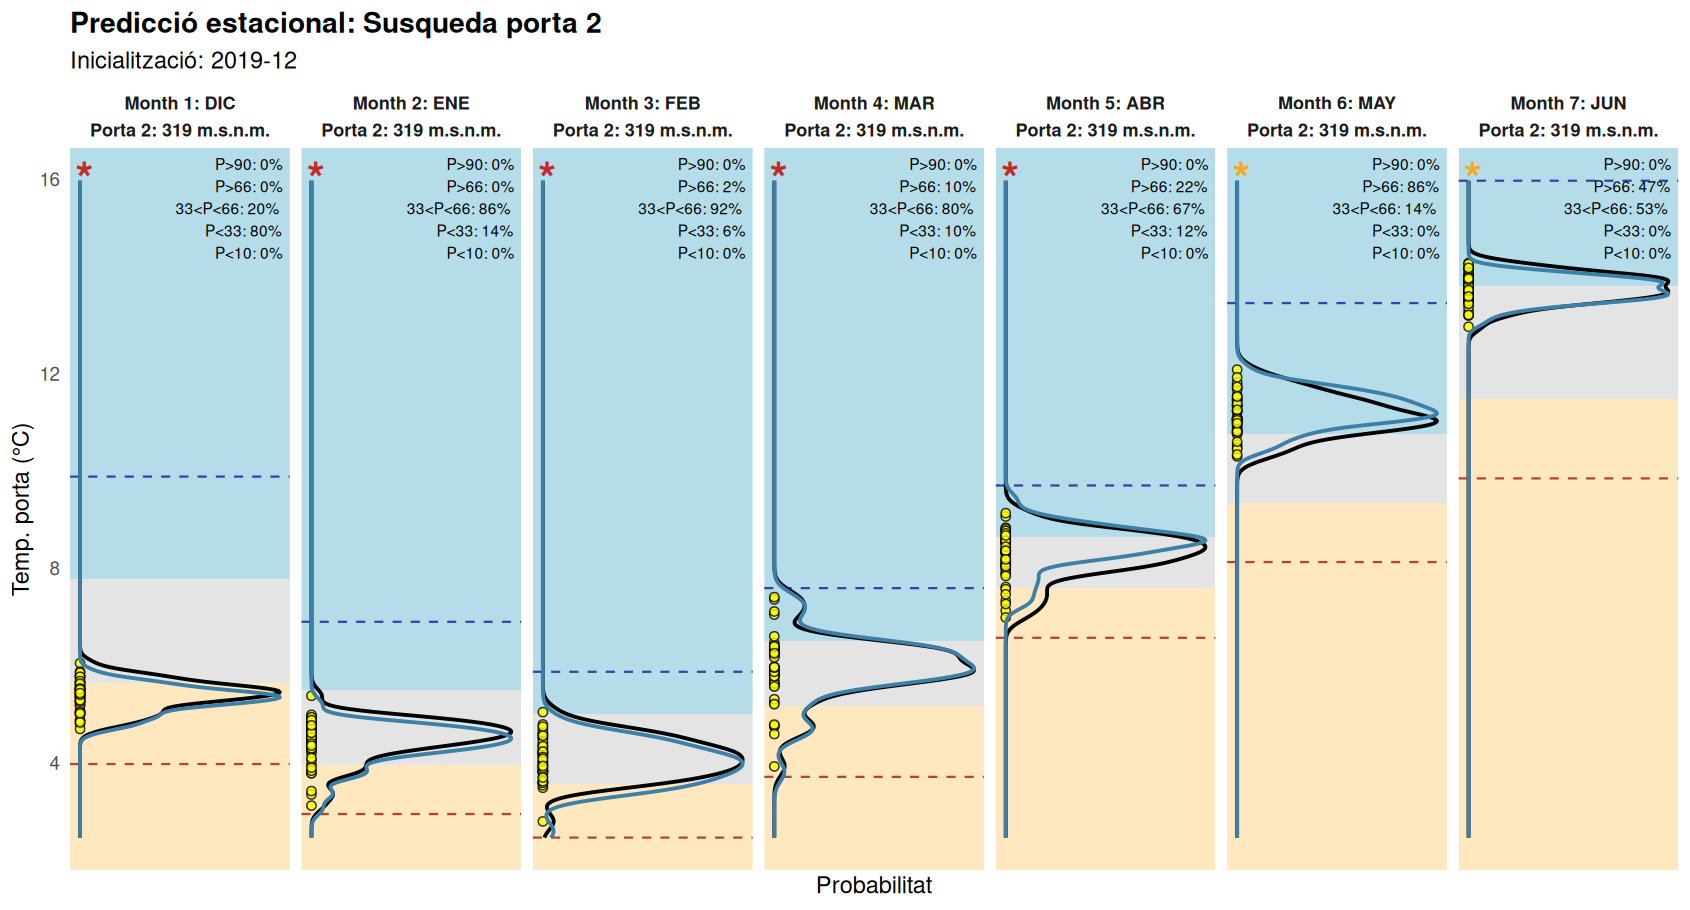 Predicció estacional: Susqueda porta 2
Inicialització: 2019-12
Month 1: DIC
Porta 2: 319 m.s.n.m.
Month 2: ENE
Porta 2: 319 m.s.n.m.
Month 3: FEB
Porta 2: 319 m.s.n.m.
Month 4: MAR
Porta 2: 319 m.s.n.m.
Month 5: ABR
Porta 2: 319 m.s.n.m.
Month 6: MAY
Porta 2: 319 m.s.n.m.
Month 7: JUN
Porta 2: 319 m.s.n.m.
*
P>90: 0%
P>66: 0%
33<P<66: 20%
P<33: 80%
P<10: 0%
*
P>90: 0%
P>66: 0%
33<P<66: 86%
P<33: 14%
P<10: 0%
*
P>90: 0%
P>66: 2%
33<P<66: 92%
P<33: 6%
P<10: 0%
*
P>90: 0%
P>66: 10%
33<P<66: 80%
P<33: 10%
P<10: 0%
*
P>90: 0%
P>66: 22%
33<P<66: 67%
P<33: 12%
P<10: 0%
*
P>90: 0%
P>66: 86%
33<P<66: 14%
P<33: 0%
P<10: 0%
*
P>90: 0%
P>66: 47%
33<P<66: 53%
P<33: 0%
P<10: 0%
16
12
8
4
Temp. porta (°C)
Probabilitat